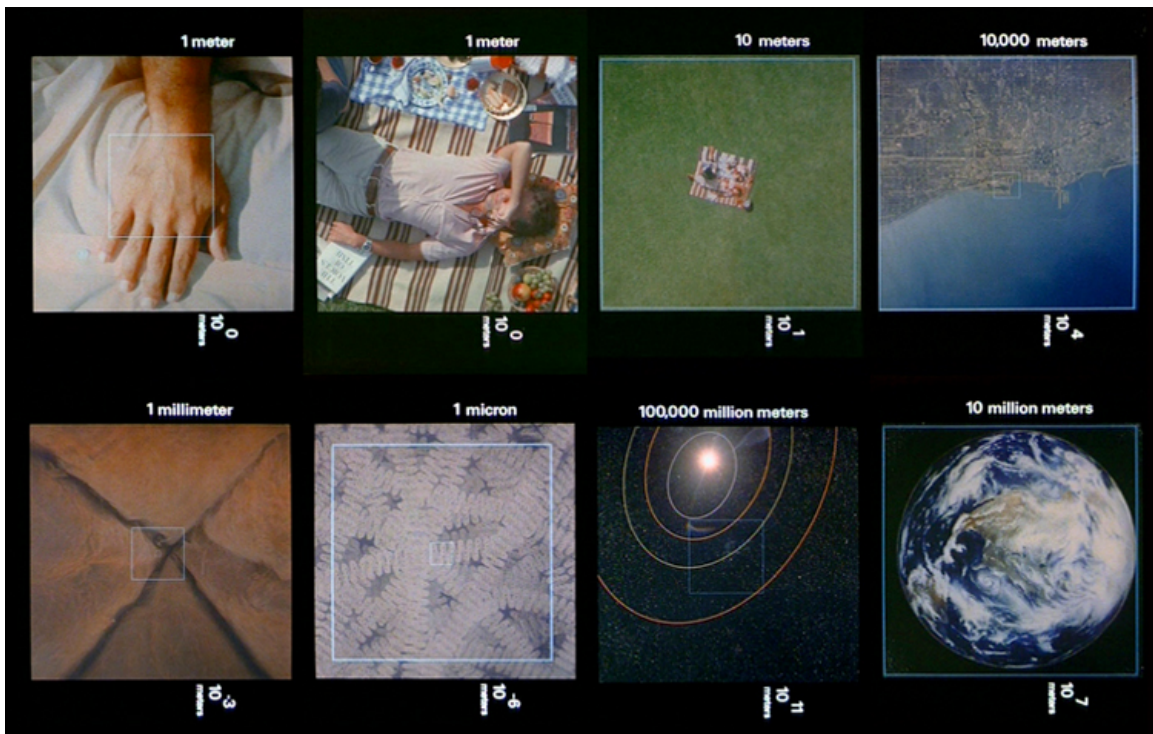 1 meter
1 meter
10 meters
10,000 meters
10 0
meters
10 0
meters
10 1
meters
10 4
meters
1 millimeter
1 micron
100,000 million meters
10 million meters
10 -3
meters
10 -6
meters
10 11
meters
10 7
meters